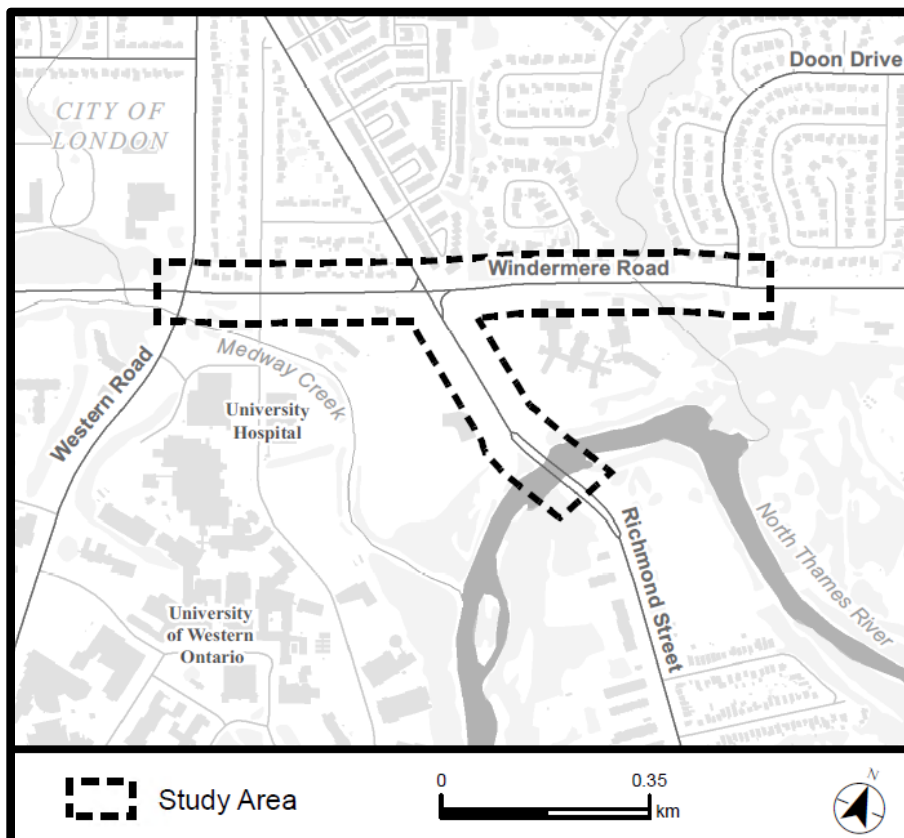 Doon Drive
CITY OF
LONDON
Windermere Road
Medway Creek
Western Road
University
Hospital
Richmond Street
North Thames River
University
of Western
Ontario
Study Area
0
0.35
km
N